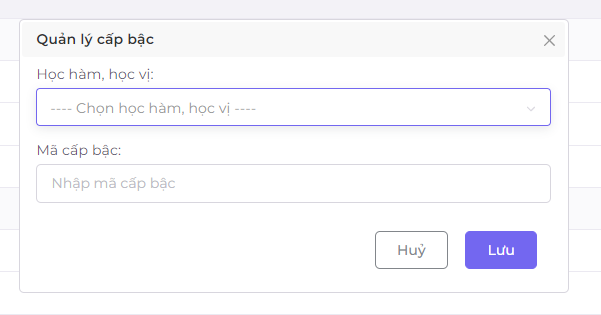 Quản lý cấp bậc
Học hàm, học vị:
---- Chọn học hàm, học vị ----
Mã cấp bậc:
Nhập mã cấp bậc
Huỷ
Lưu